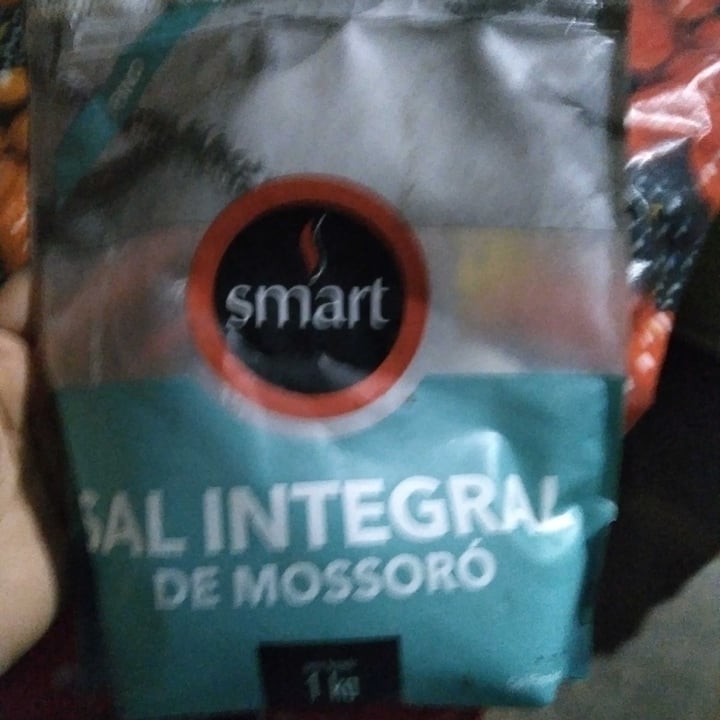 smart
SAL INTEGRAL
DE MOSSORÓ
1 kg